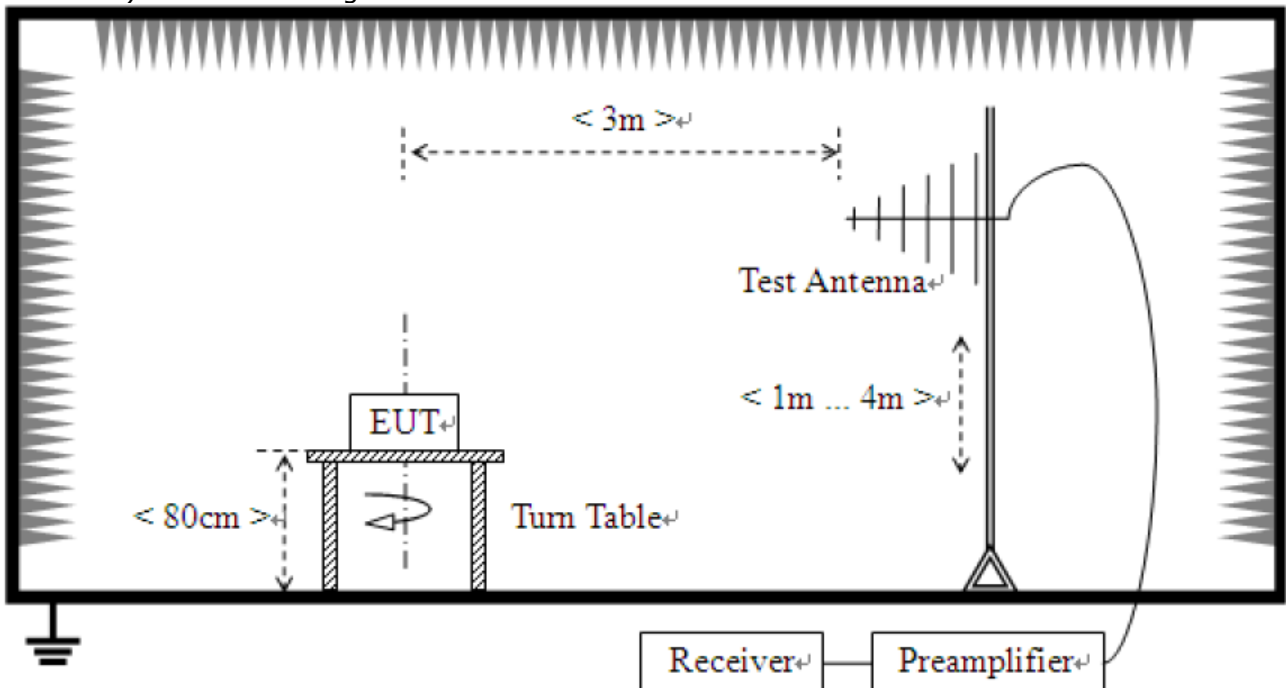 < 3m >↵
Test Antenna↵
< 1m ... 4m >↵
EUT↵
< 80cm >↵
Turn Table↵
Receiver↵
Preamplifier↵